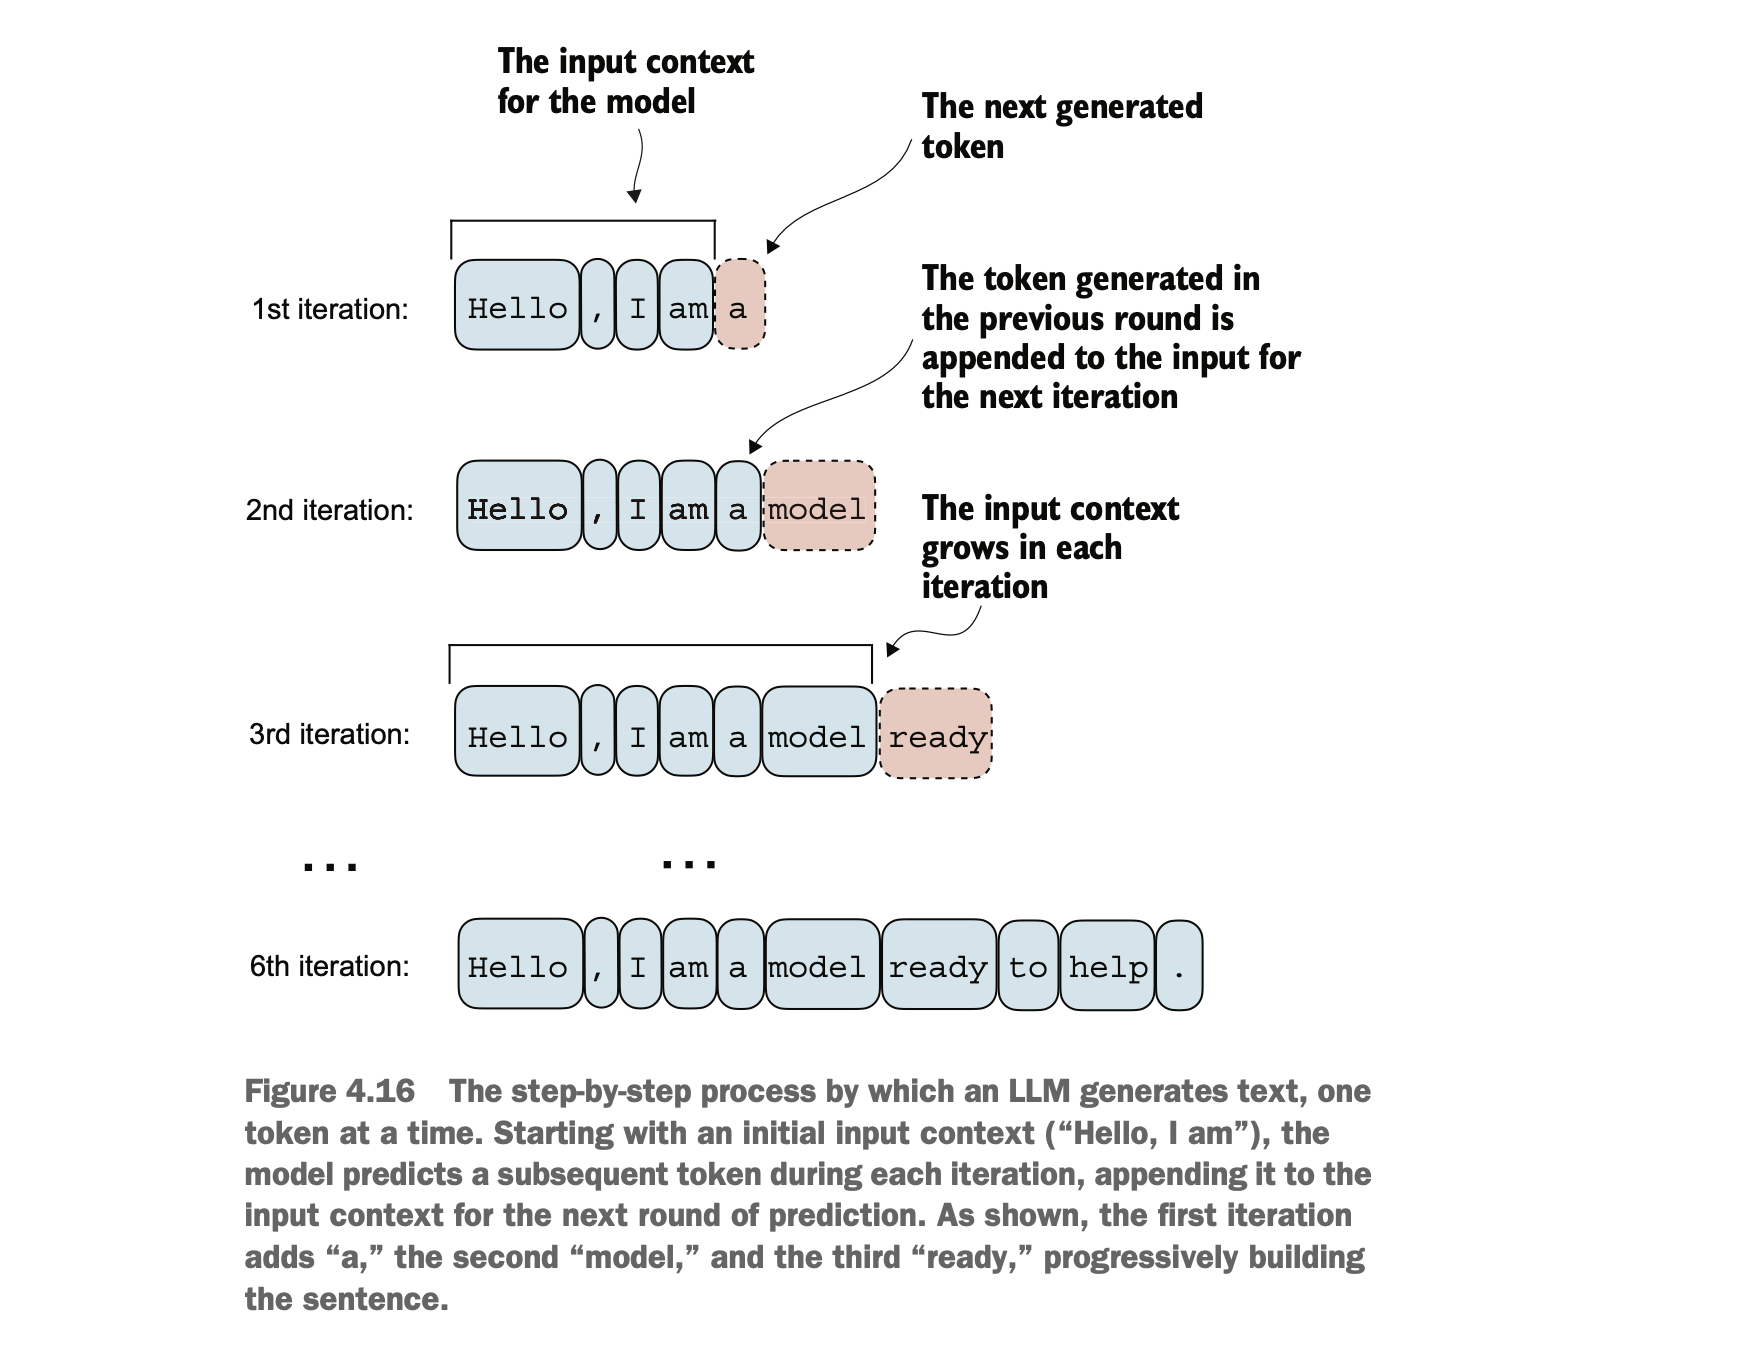 The input context
for the model
The next generated
token
1st iteration: Hello , I am a
The token generated in
the previous round is
appended to the input for
the next iteration
2nd iteration: Hello , I am a model
The input context
grows in each
iteration
3rd iteration: Hello , I am a model ready
... ...
6th iteration: Hello , I am a model ready to help .
Figure 4.16 The step-by-step process by which an LLM generates text, one
token at a time. Starting with an initial input context (“Hello, I am”), the
model predicts a subsequent token during each iteration, appending it to the
input context for the next round of prediction. As shown, the first iteration
adds “a,” the second “model,” and the third “ready,” progressively building
the sentence.